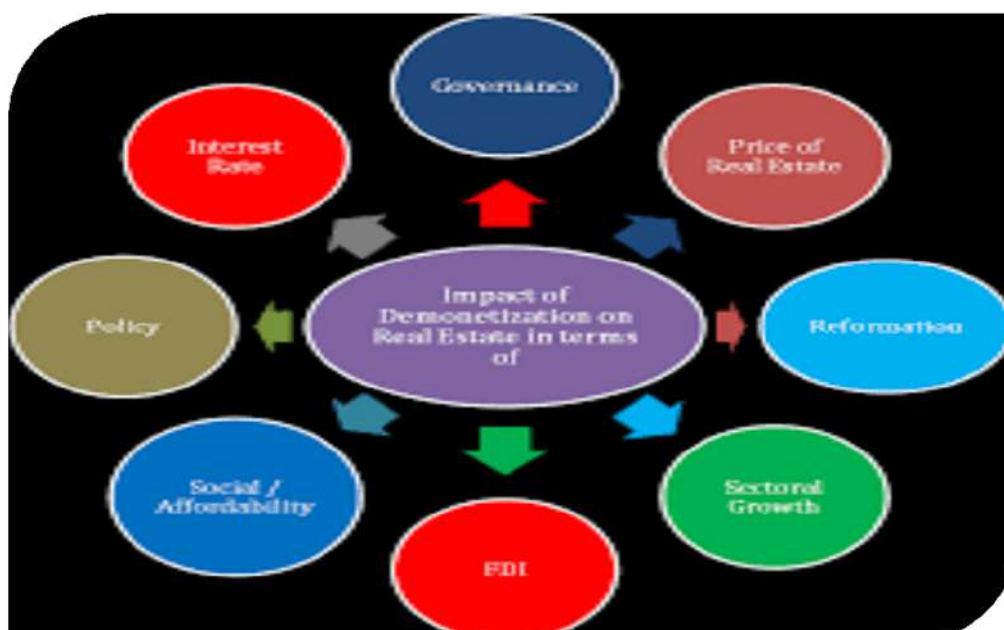 Governance
Interest
Rate
Price of
Real Estate
Impact of
Demonetization on
Real Estate in terms
of
Policy
Reformation
Social /
Affordability
Sectoral
Growth
FDI